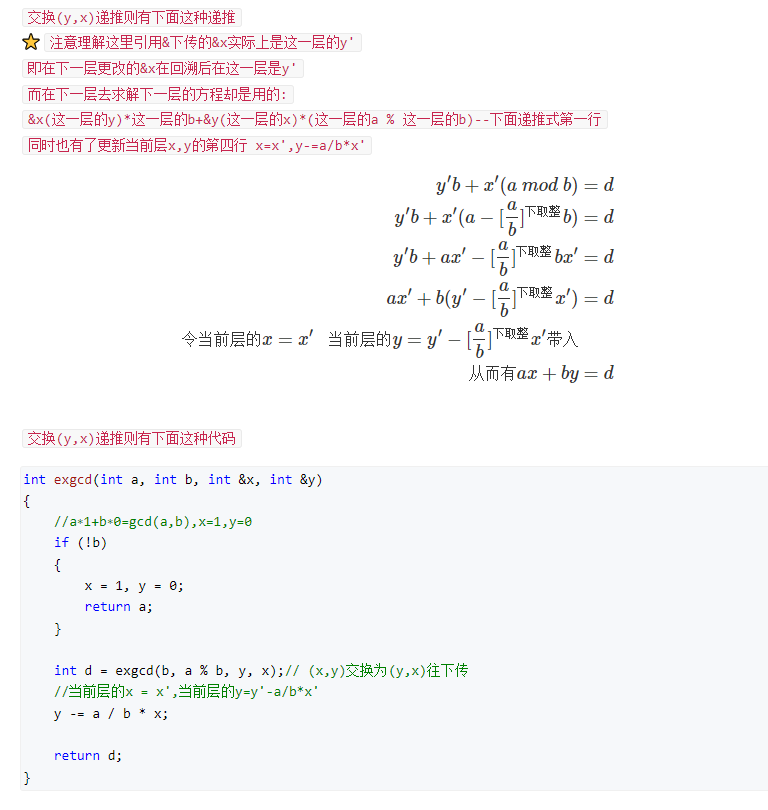 交换(y,x)递推则有下面这种递推
注意理解这里引用&下传的&x实际上是这一层的y'
即在下一层更改的&x在回溯后在这一层是y'
而在下一层去求解下一层的方程却是用的:
&x(这一层的y)*这一层的b+&y(这一层的x)*(这一层的a % 这一层的b)--下面递推式第一行
同时也有了更新当前层x,y的第四行 x=x',y-=a/b*x'
y′b + x′(a mod b) = d
y′b + x′(a − [a/b]^下取整 b) = d
y′b + ax′ − [a/b]^下取整 bx′ = d
ax′ + b(y′ − [a/b]^下取整 x′) = d
令当前层的x = x′ 当前层的y = y′ − [a/b]^下取整 x′带入
从而有ax + by = d
交换(y,x)递推则有下面这种代码
int exgcd(int a, int b, int &x, int &y)
{
    //a*1+b*0=gcd(a,b),x=1,y=0
    if (!b)
    {
        x = 1, y = 0;
        return a;
    }
    int d = exgcd(b, a % b, y, x);// (x,y)交换为(y,x)往下传
    //当前层的x = x',当前层的y=y'-a/b*x'
    y -= a / b * x;
    return d;
}